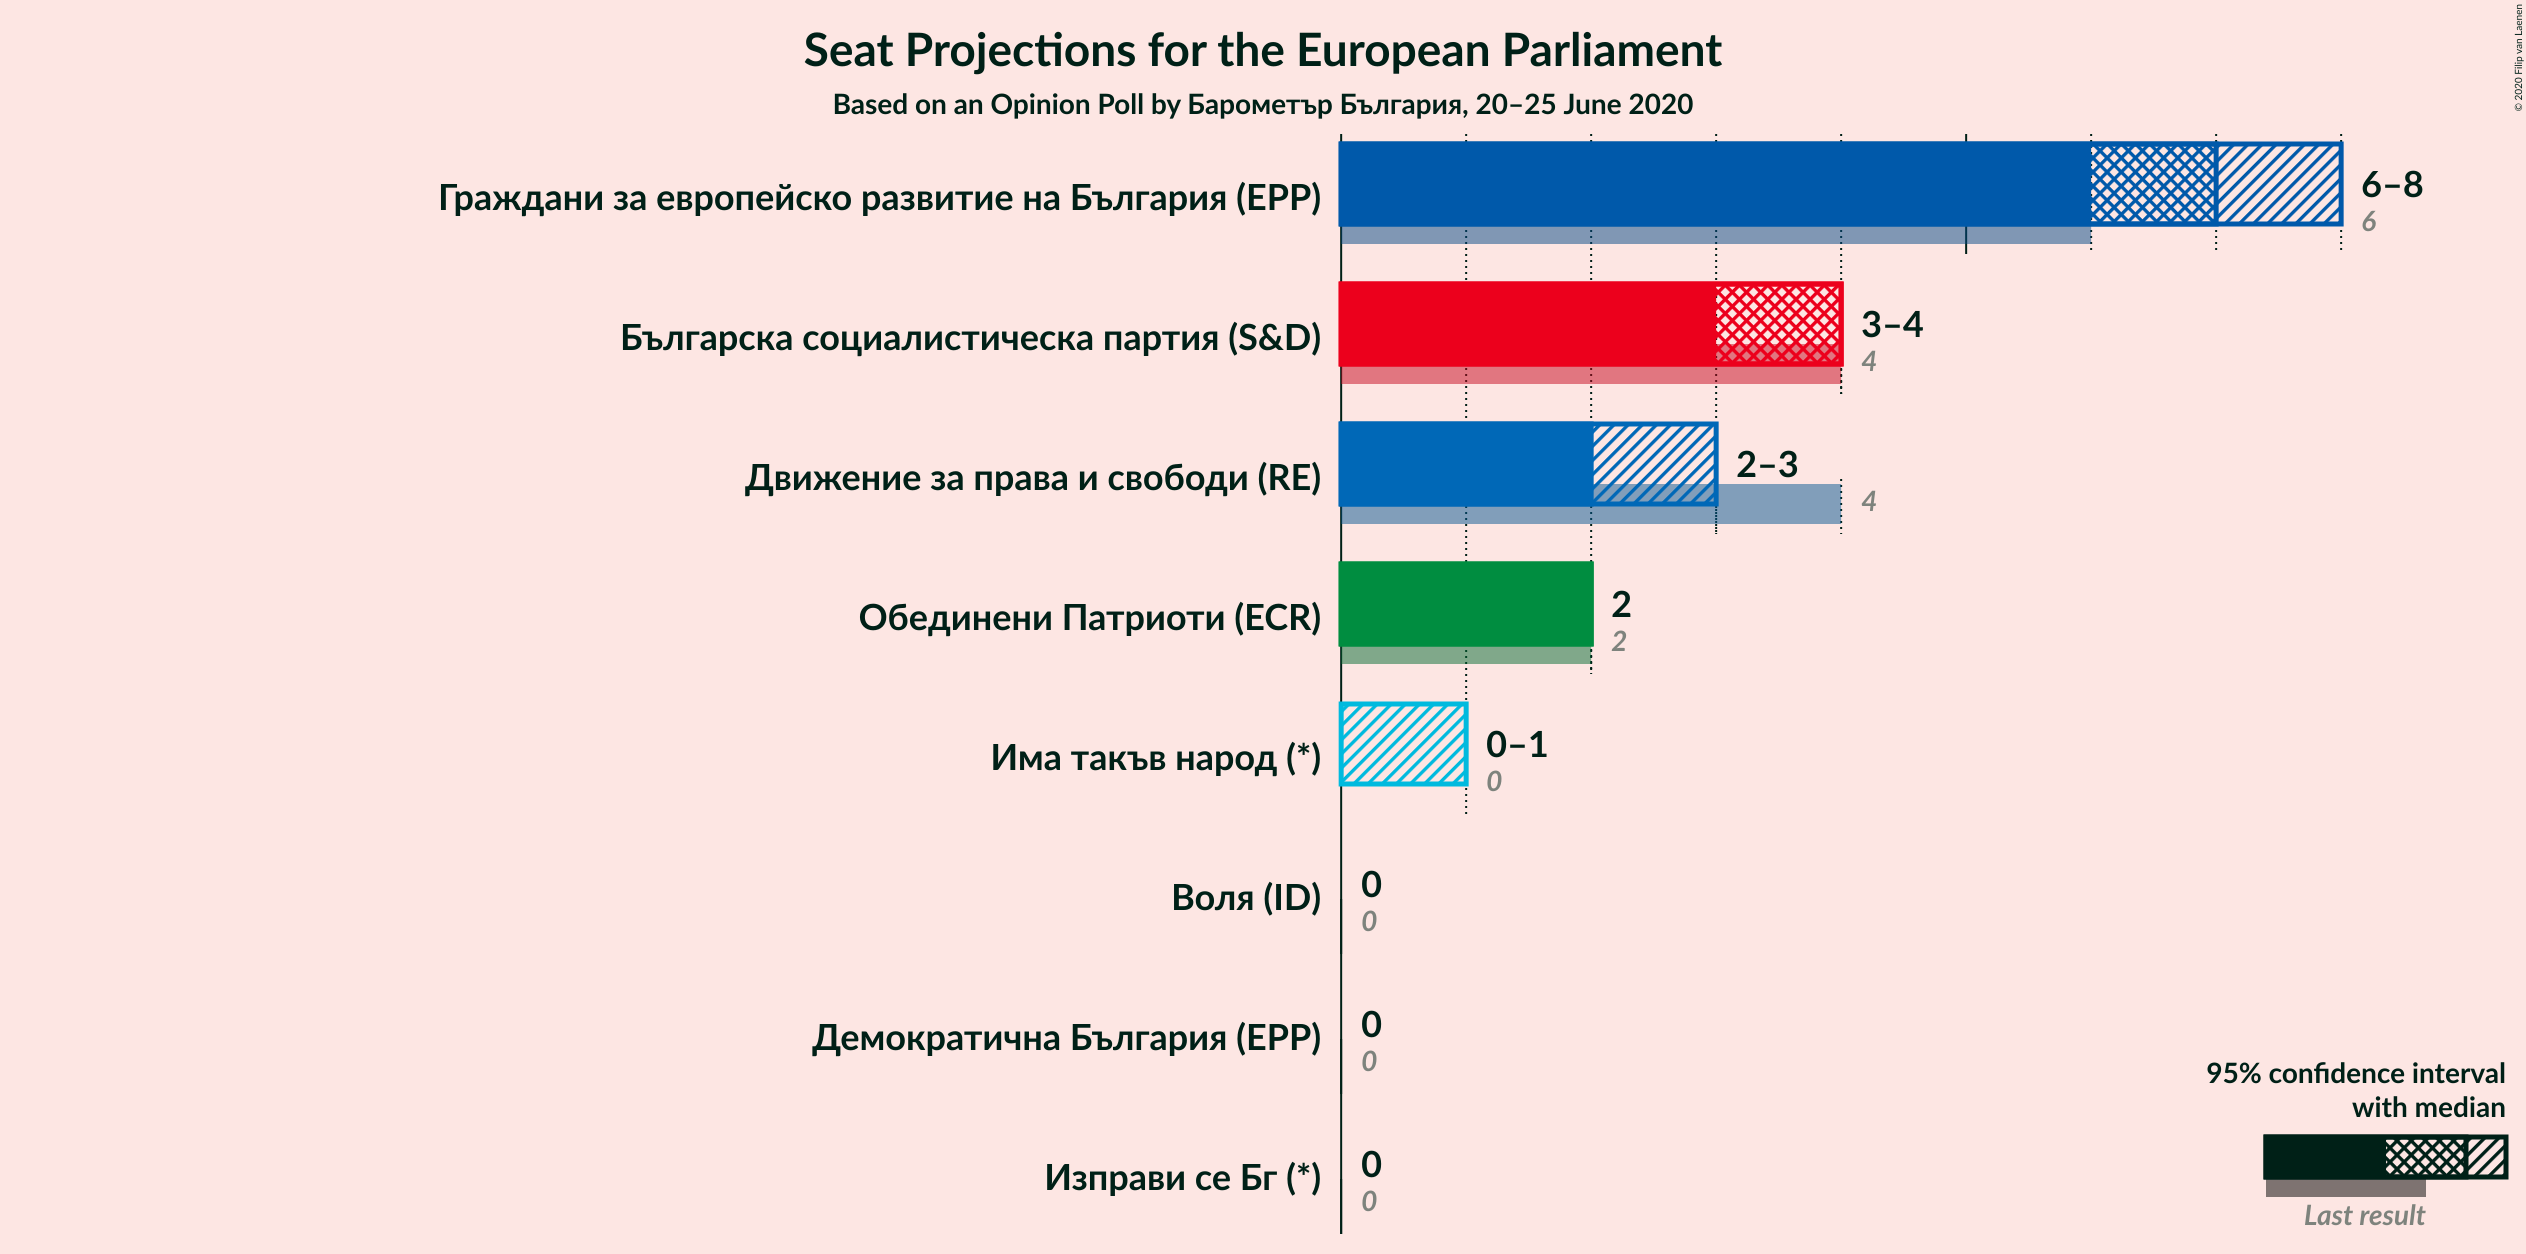 Seat Projections for the European Parliament
Based on an Opinion Poll by Барометър България, 20–25 June 2020
© 2020 Filip van Laenen
Граждани за европейско развитие на България (EPP)
6–8
6
Българска социалистическа партия (S&D)
3–4
4
Движение за права и свободи (RE)
2–3
4
Обединени Патриоти (ECR)
2
2
Има такъв народ (*)
0–1
0
Воля (ID)
0
0
Демократична България (EPP)
0
0
Изправи се Бг (*)
0
0
95% confidence interval
with median
Last result